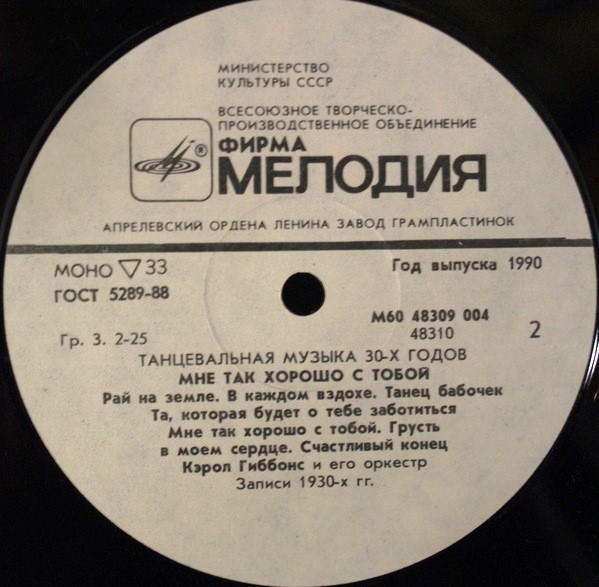 МИНИСТЕРСТВО
КУЛЬТУРЫ СССР
ВСЕСОЮЗНОЕ ТВОРЧЕСКО-
ПРОИЗВОДСТВЕННОЕ ОБЪЕДИНЕНИЕ
ФИРМА
®
МЕЛОДИЯ
АПРЕЛЕВСКИЙ ОРДЕНА ЛЕНИНА ЗАВОД ГРАМПЛАСТИНОК
МОНО ▽ 33
Год выпуска 1990
ГОСТ 5289-88
М60 48309 004
Гр. 3. 2-25
48310
2
ТАНЦЕВАЛЬНАЯ МУЗЫКА 30-Х ГОДОВ
МНЕ ТАК ХОРОШО С ТОБОЙ
Рай на земле. В каждом вздохе. Танец бабочек
Та, которая будет о тебе заботиться
Мне так хорошо с тобой. Грусть
в моем сердце. Счастливый конец
Кэрол Гиббонс и его оркестр
Записи 1930-х гг.